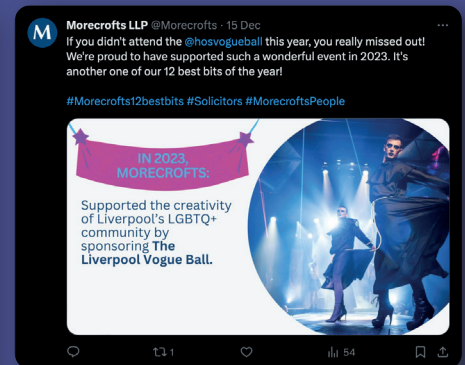 M
Morecrofts LLP @Morecrofts · 15 Dec
If you didn't attend the @hosvogueball this year, you really missed out!
We're proud to have supported such a wonderful event in 2023. It's
another one of our 12 best bits of the year!
#Morecrofts12bestbits #Solicitors #MorecroftsPeople
IN 2023,
MORECROFTS:
Supported the creativity
of Liverpool's LGBTQ+
community by
sponsoring The
Liverpool Vogue Ball.
1
54